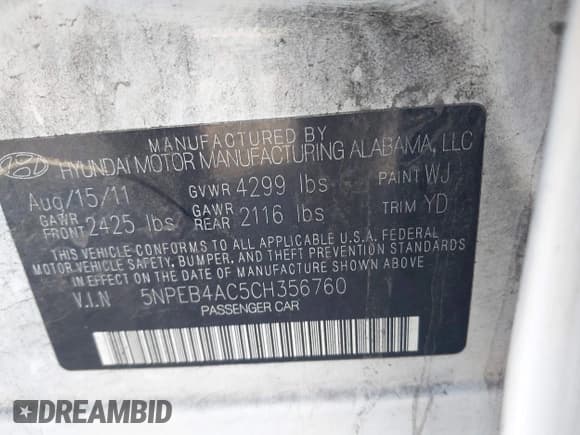 MANUFACTURED BY
HYUNDAI MOTOR MANUFACTURING ALABAMA, LLC
Aug/15/11 GVWR 4299 lbs PAINT WJ
GAWR FRONT 2425 lbs GAWR REAR 2116 lbs TRIM YD
THIS VEHICLE CONFORMS TO ALL APPLICABLE U.S.A. FEDERAL
MOTOR VEHICLE SAFETY, BUMPER, AND THEFT PREVENTION STANDARDS
IN EFFECT ON THE DATE OF MANUFACTURE SHOWN ABOVE.
V.I.N 5NPEB4AC5CH356760
PASSENGER CAR
DREAMBID